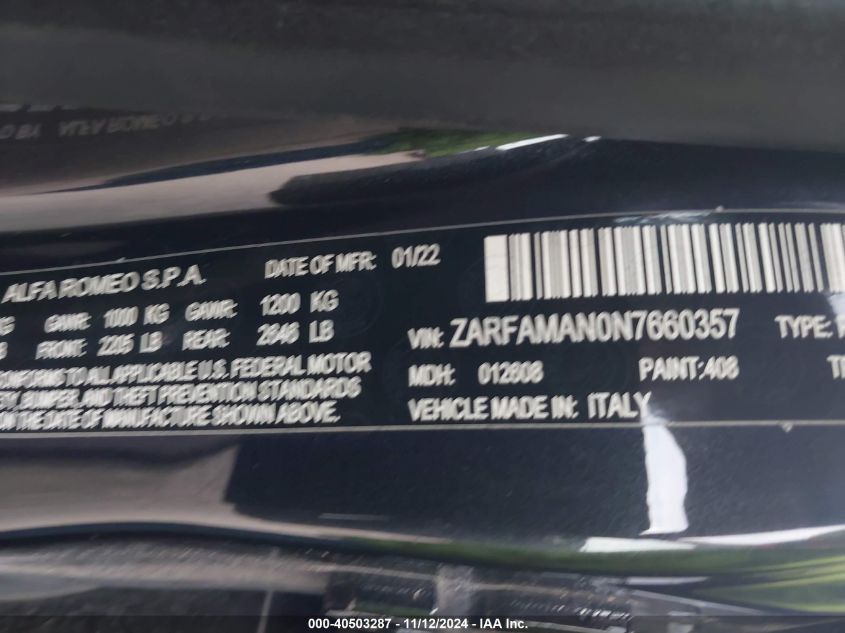 ALFA ROMEO S.P.A. DATE OF MFR: 01/22
GAWR: 1000 KG GAWR: 1200 KG
FRONT: 2205 LB REAR: 2646 LB
CONFORMS TO ALL APPLICABLE U.S. FEDERAL MOTOR
BUMPER, AND THEFT PREVENTION STANDARDS
ON THE DATE OF MANUFACTURE SHOWN ABOVE.
VIN: ZARFAMAN0N7660357 TYPE:
MDH: 012608 PAINT: 408
VEHICLE MADE IN: ITALY
000-40503287 - 11/12/2024 - IAA Inc.